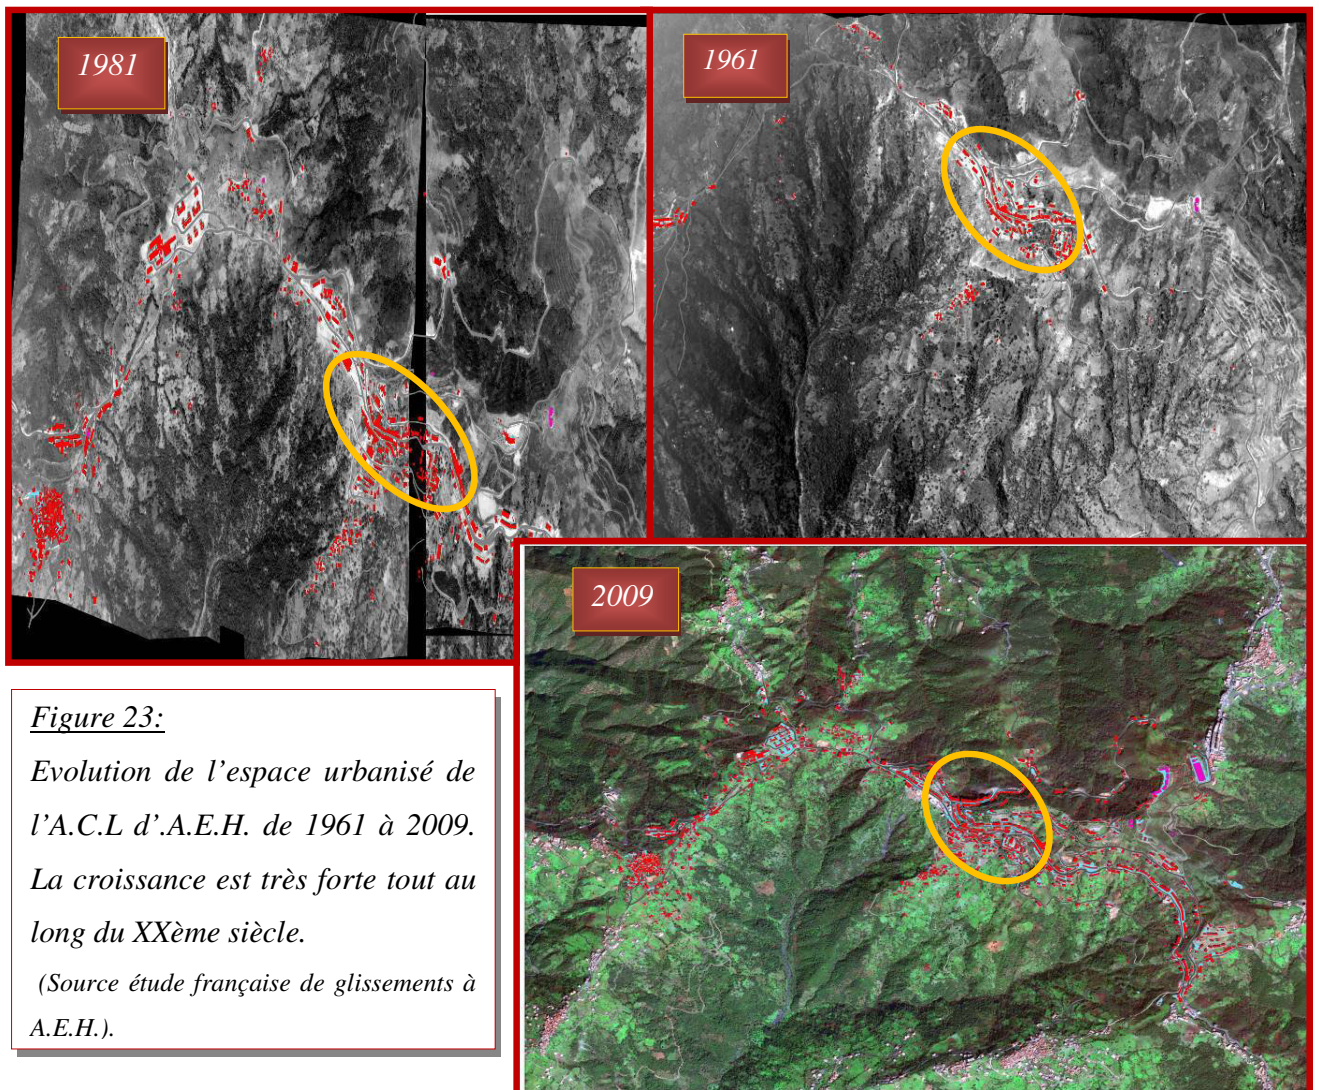 1981
1961
2009
Figure 23:
Evolution de l'espace urbanisé de
l'A.C.L d'.A.E.H. de 1961 à 2009.
La croissance est très forte tout au
long du XXème siècle.
(Source étude française de glissements à
A.E.H.).